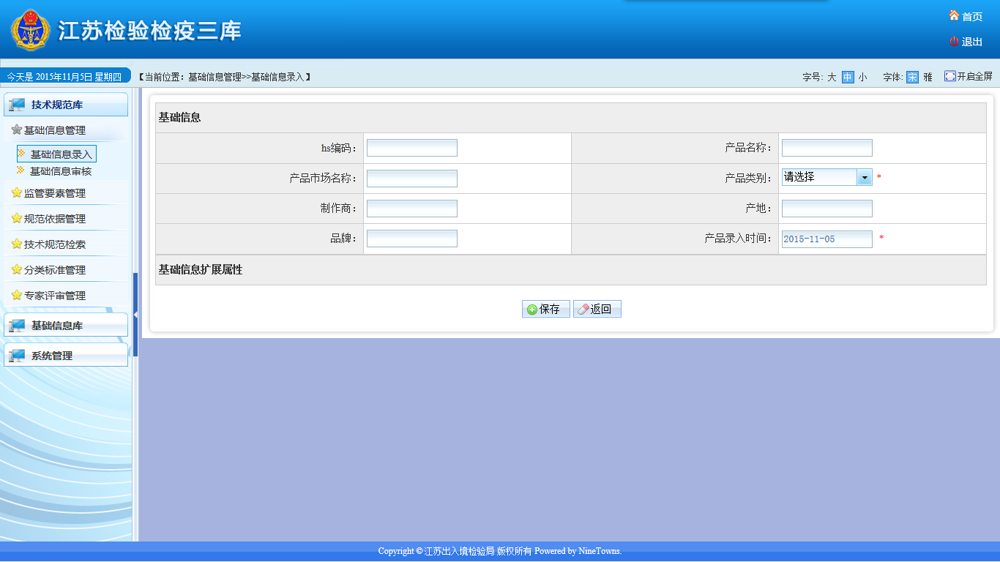 江苏检验检疫三库
首页
退出
今天是 2015年11月5日 星期四
【当前位置：基础信息管理>>基础信息录入】
字号: 大 中 小 字体: 宋 雅 开启全屏
技术规范库
基础信息管理
基础信息录入
基础信息审核
监管要素管理
规范依据管理
技术规范检索
分类标准管理
专家评审管理
基础信息库
系统管理
基础信息
hs编码：
产品名称：
产品市场名称：
产品类别： 请选择 *
制作商：
产地：
品牌：
产品录入时间： 2015-11-05 *
基础信息扩展属性
保存 返回
Copyright © 江苏出入境检验局 版权所有 Powered by NineTowns.